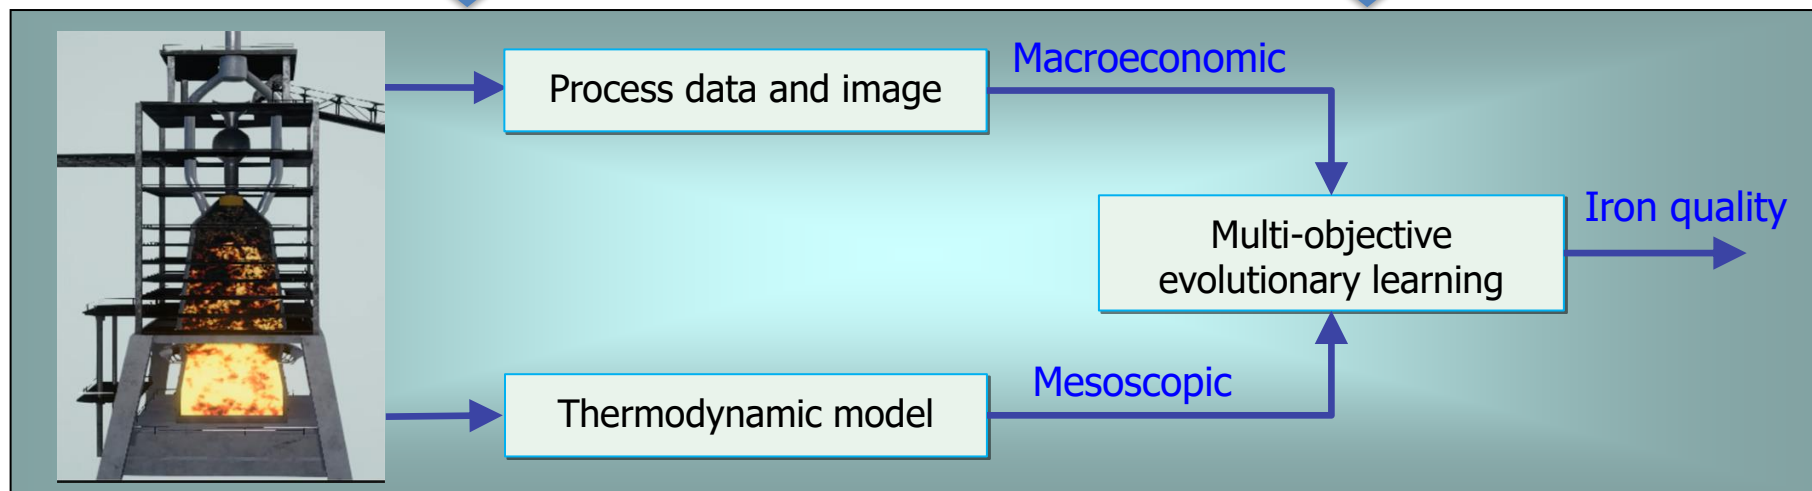 Process data and image
Macroeconomic
Multi-objective
evolutionary learning
Iron quality
Thermodynamic model
Mesoscopic